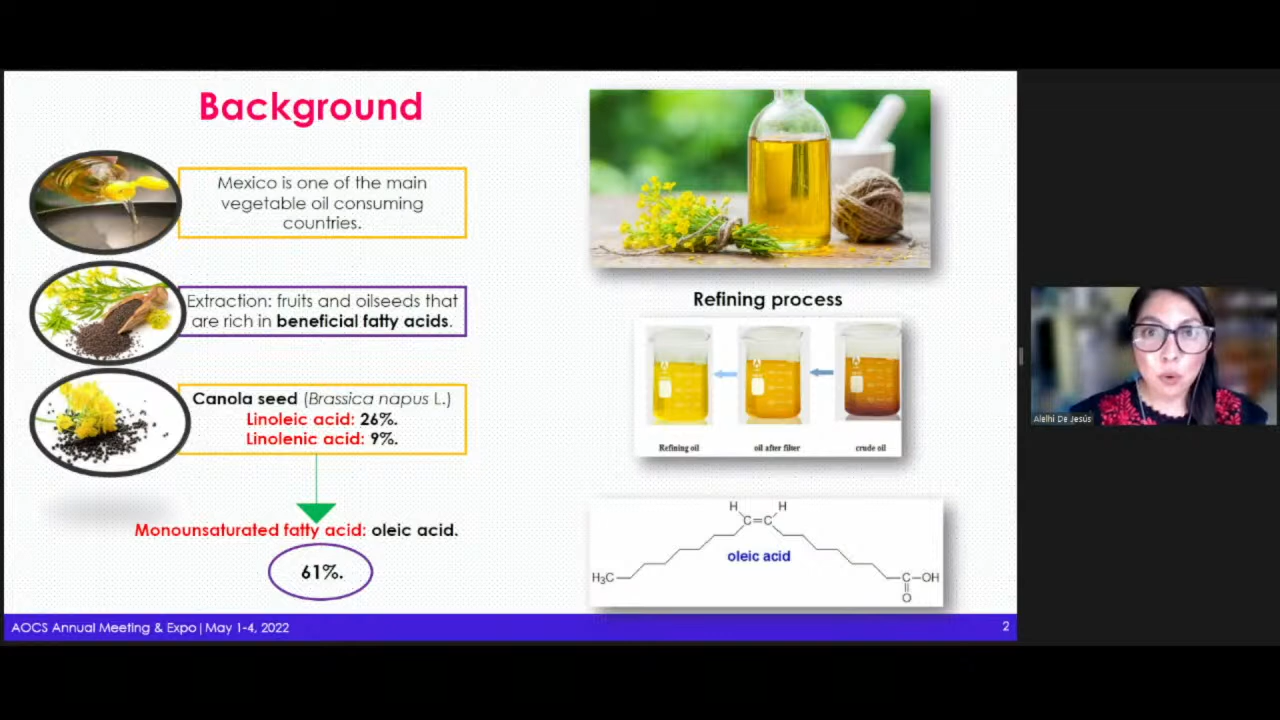 Background
Mexico is one of the main
vegetable oil consuming
countries.
Extraction: fruits and oilseeds that
are rich in beneficial fatty acids.
Canola seed (Brassica napus L.)
Linoleic acid: 26%.
Linolenic acid: 9%.
Monounsaturated fatty acid: oleic acid.
61%.
Refining process
Refining oil
oil after filter
crude oil
H H
C=C
oleic acid
H₃C
C—OH
O
Alelhi De Jesús
AOCS Annual Meeting & Expo|May 1-4, 2022
2